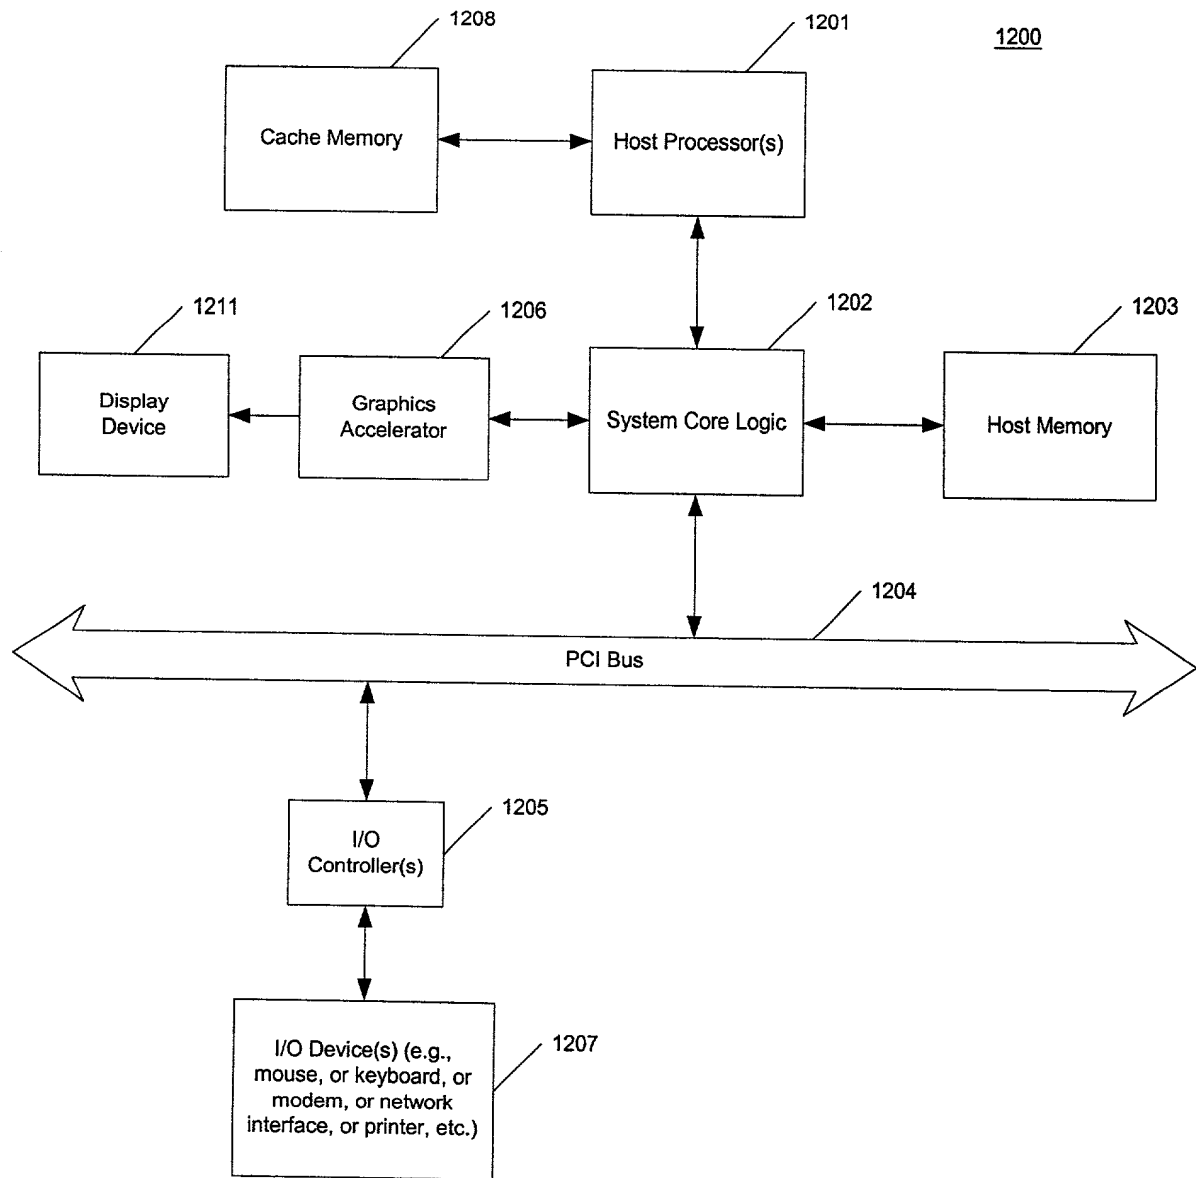 1208
1201
1200
Cache Memory
Host Processor(s)
1211
1206
1202
1203
Display
Device
Graphics
Accelerator
System Core Logic
Host Memory
1204
PCI Bus
1205
I/O
Controller(s)
1207
I/O Device(s) (e.g.,
mouse, or keyboard, or
modem, or network
interface, or printer, etc.)